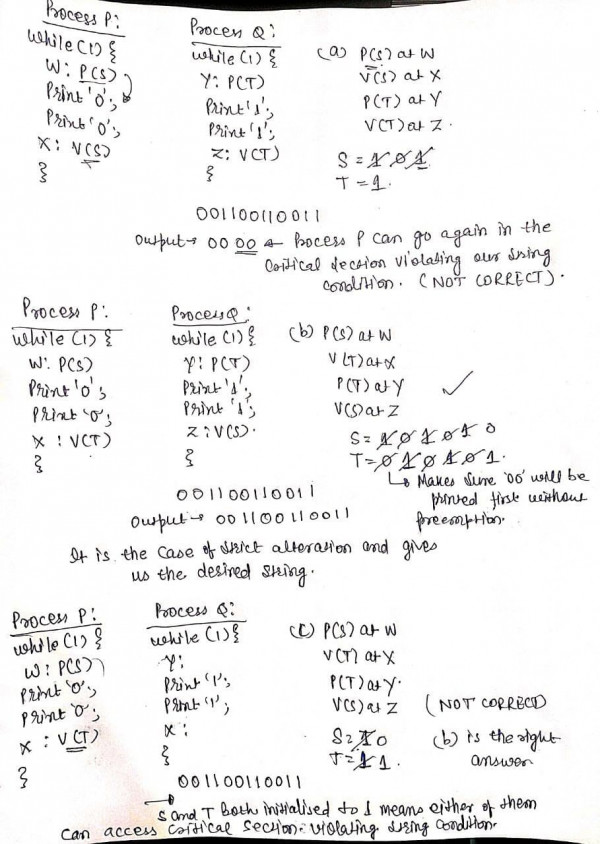 Process P:
while (1) {
W: P(S)
Print '0';
Print '0';
X: V(S)
}
Process Q:
while (1) {
Y: P(T)
Print '1';
Print '1';
Z: V(T)
}
(a) P(S) at W
V(S) at X
P(T) at Y
V(T) at Z.
S = 1 0 1
T = 1.
001100110011
Output → 00 00 ← Process P can go again in the
critical section violating our string
condition. (NOT CORRECT).
Process P:
while (1) {
W: P(S)
Print '0';
Print '0';
X : V(T)
}
Process Q:
while (1) {
Y: P(T)
Print '1';
Print '1';
Z: V(S).
}
(b) P(S) at W
V(T) at X
P(T) at Y ✓
V(S) at Z
S = 1 0 1 0 1 0
T = 0 1 0 1 0 1.
↳ Makes sure '00' will be
printed first without
preemption.
001100110011
Output → 001100110011
It is the case of strict alteration and gives
us the desired string.
Process P:
while (1) {
W: P(S)
Print '0';
Print '0';
X : V(T)
}
Process Q:
while (1) {
Y:
Print '1';
Print '1';
X:
}
(C) P(S) at W
V(T) at X
P(T) at Y.
V(S) at Z (NOT CORRECT)
S = 1 0 (b) is the right
T = 1 1. answer
001100110011
→ S and T both initialised to 1 means either of them
can access critical section. violating string condition.